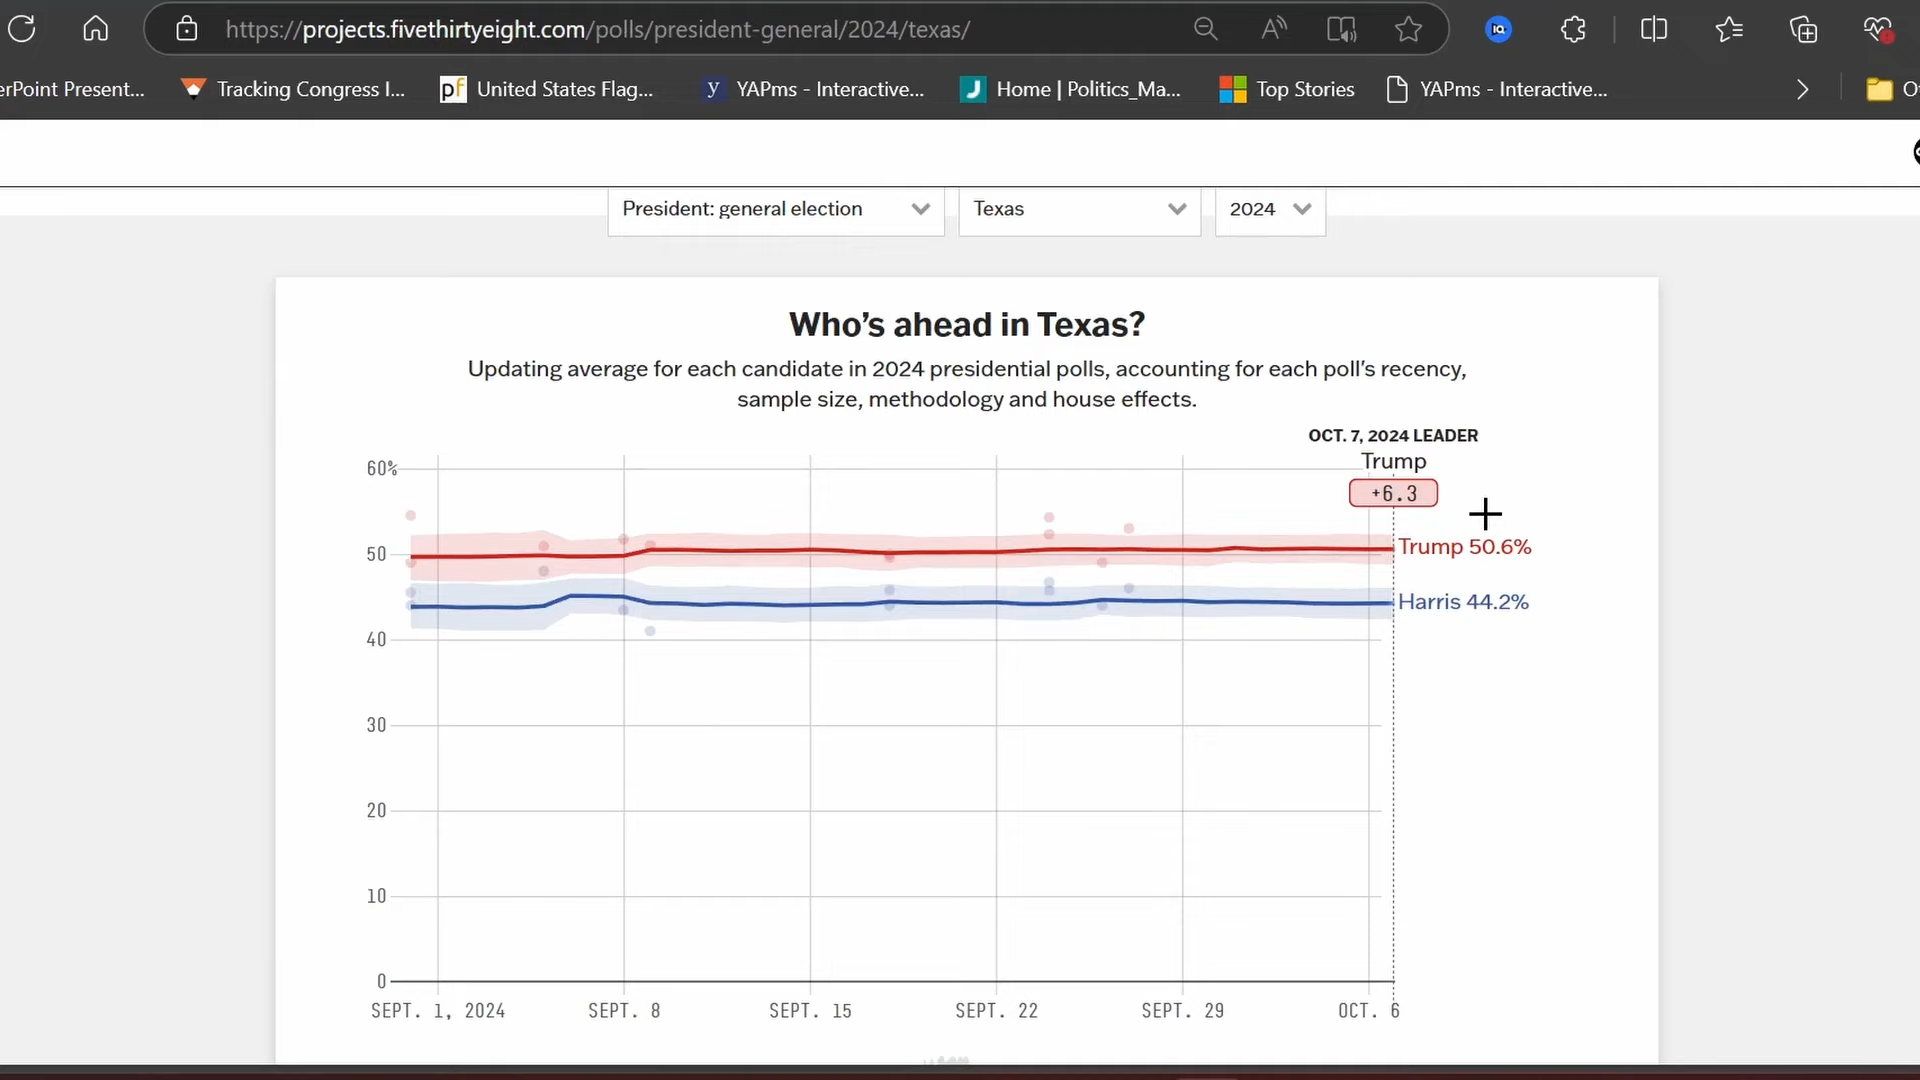 https://projects.fivethirtyeight.com/polls/president-general/2024/texas/
erPoint Present...
Tracking Congress I...
pf
United States Flag...
y
YAPms - Interactive...
Home | Politics_Ma...
Top Stories
YAPms - Interactive...
President: general election
Texas
2024
Who's ahead in Texas?
Updating average for each candidate in 2024 presidential polls, accounting for each poll's recency,
sample size, methodology and house effects.
OCT. 7, 2024 LEADER
Trump
+6.3
60%
50
40
30
20
10
0
Trump 50.6%
Harris 44.2%
SEPT. 1, 2024
SEPT. 8
SEPT. 15
SEPT. 22
SEPT. 29
OCT. 6